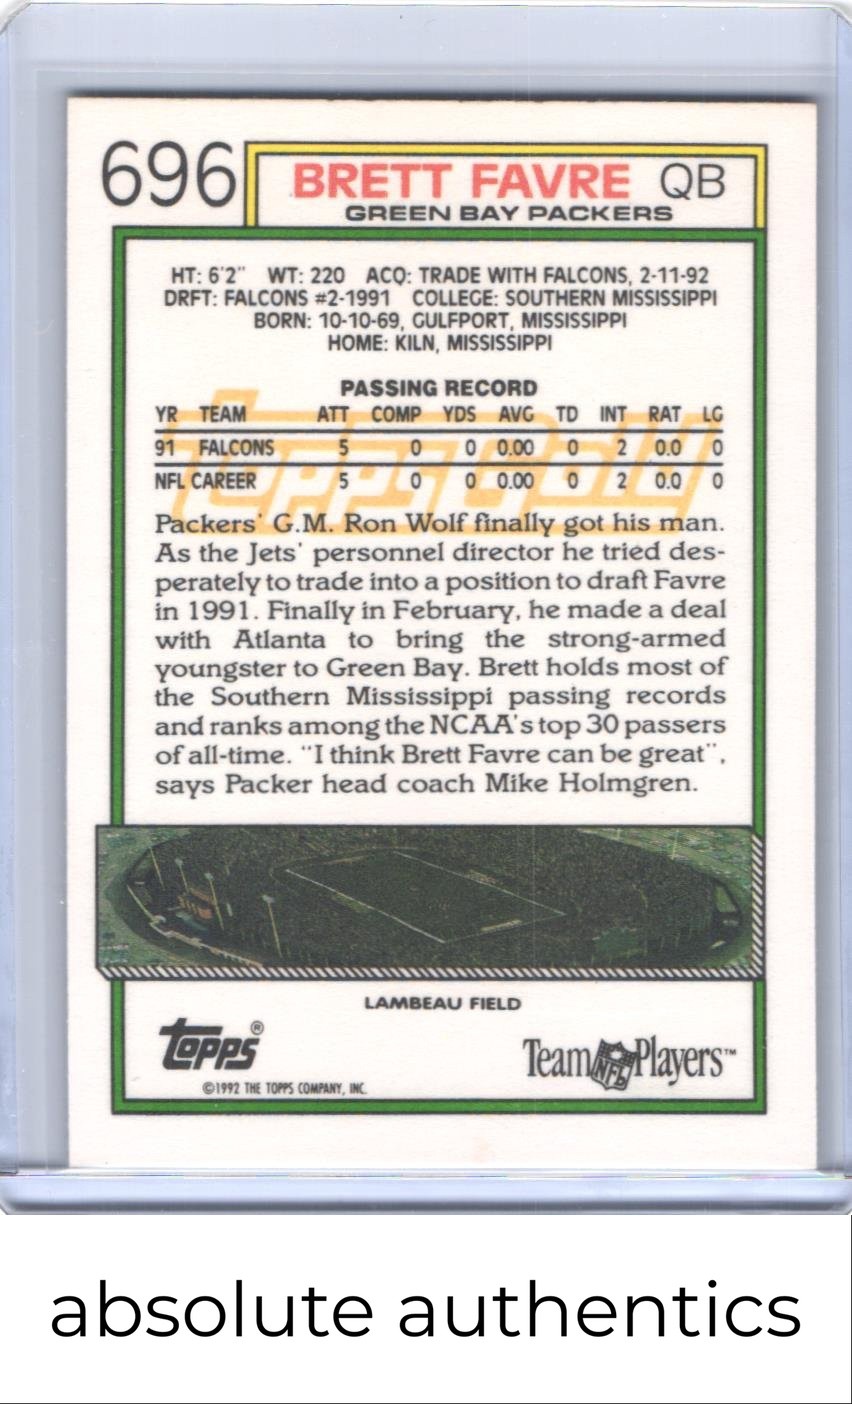 696
BRETT FAVRE QB
GREEN BAY PACKERS
HT: 6'2" WT: 220 ACQ: TRADE WITH FALCONS, 2-11-92
DRFT: FALCONS #2-1991 COLLEGE: SOUTHERN MISSISSIPPI
BORN: 10-10-69, GULFPORT, MISSISSIPPI
HOME: KILN, MISSISSIPPI
PASSING RECORD
YR TEAM ATT COMP YDS AVG TD INT RAT LG
91 FALCONS 5 0 0 0.00 0 2 0.0 0
NFL CAREER 5 0 0 0.00 0 2 0.0 0
Topps Gold
Packers' G.M. Ron Wolf finally got his man.
As the Jets' personnel director he tried des-
perately to trade into a position to draft Favre
in 1991. Finally in February, he made a deal
with Atlanta to bring the strong-armed
youngster to Green Bay. Brett holds most of
the Southern Mississippi passing records
and ranks among the NCAA's top 30 passers
of all-time. "I think Brett Favre can be great",
says Packer head coach Mike Holmgren.
LAMBEAU FIELD
Topps®
Team NFL Players™
©1992 THE TOPPS COMPANY, INC.
absolute authentics